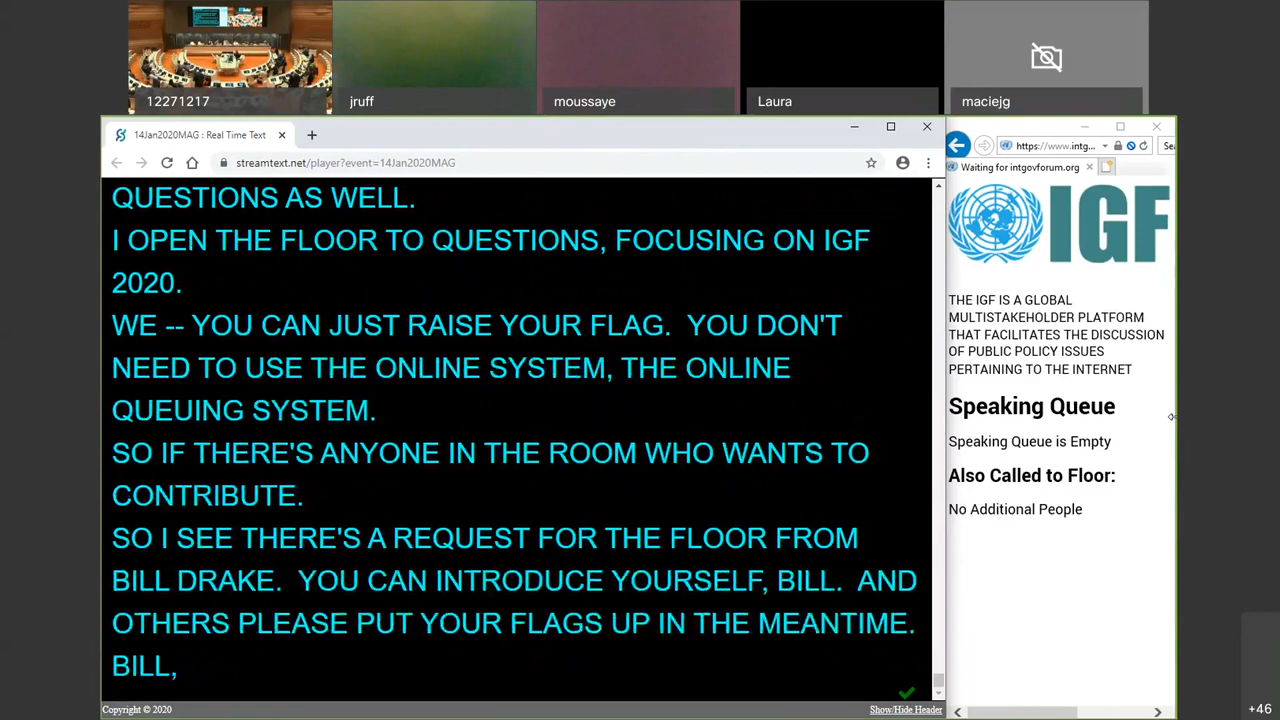 12271217
jruff
moussaye
Laura
maciejg
14Jan2020MAG : Real Time Text
streamtext.net/player?event=14Jan2020MAG
QUESTIONS AS WELL.
I OPEN THE FLOOR TO QUESTIONS, FOCUSING ON IGF
2020.
WE -- YOU CAN JUST RAISE YOUR FLAG.  YOU DON'T
NEED TO USE THE ONLINE SYSTEM, THE ONLINE
QUEUING SYSTEM.
SO IF THERE'S ANYONE IN THE ROOM WHO WANTS TO
CONTRIBUTE.
SO I SEE THERE'S A REQUEST FOR THE FLOOR FROM
BILL DRAKE.  YOU CAN INTRODUCE YOURSELF, BILL.  AND
OTHERS PLEASE PUT YOUR FLAGS UP IN THE MEANTIME.
BILL,
Copyright © 2020
Show/Hide Header
https://www.intg...
Sea
Waiting for intgovforum.org
IGF
THE IGF IS A GLOBAL
MULTISTAKEHOLDER PLATFORM
THAT FACILITATES THE DISCUSSION
OF PUBLIC POLICY ISSUES
PERTAINING TO THE INTERNET
Speaking Queue
Speaking Queue is Empty
Also Called to Floor:
No Additional People
+46